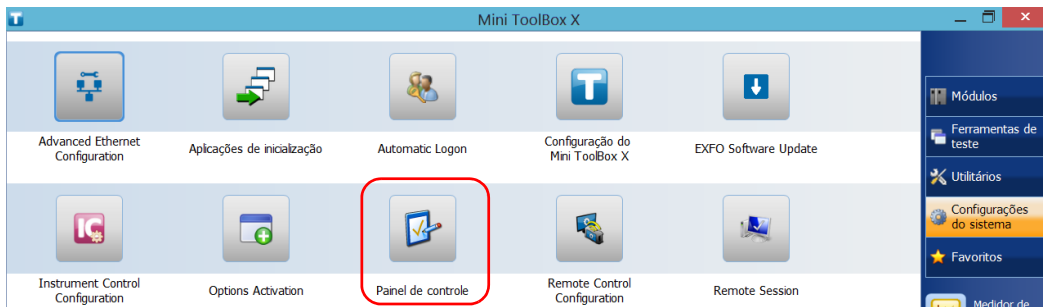 Mini ToolBox X
Advanced Ethernet
Configuration
Aplicações de inicialização
Automatic Logon
Configuração do
Mini ToolBox X
EXFO Software Update
Instrument Control
Configuration
Options Activation
Painel de controle
Remote Control
Configuration
Remote Session
Módulos
Ferramentas de
teste
Utilitários
Configurações
do sistema
Favoritos
Medidor de